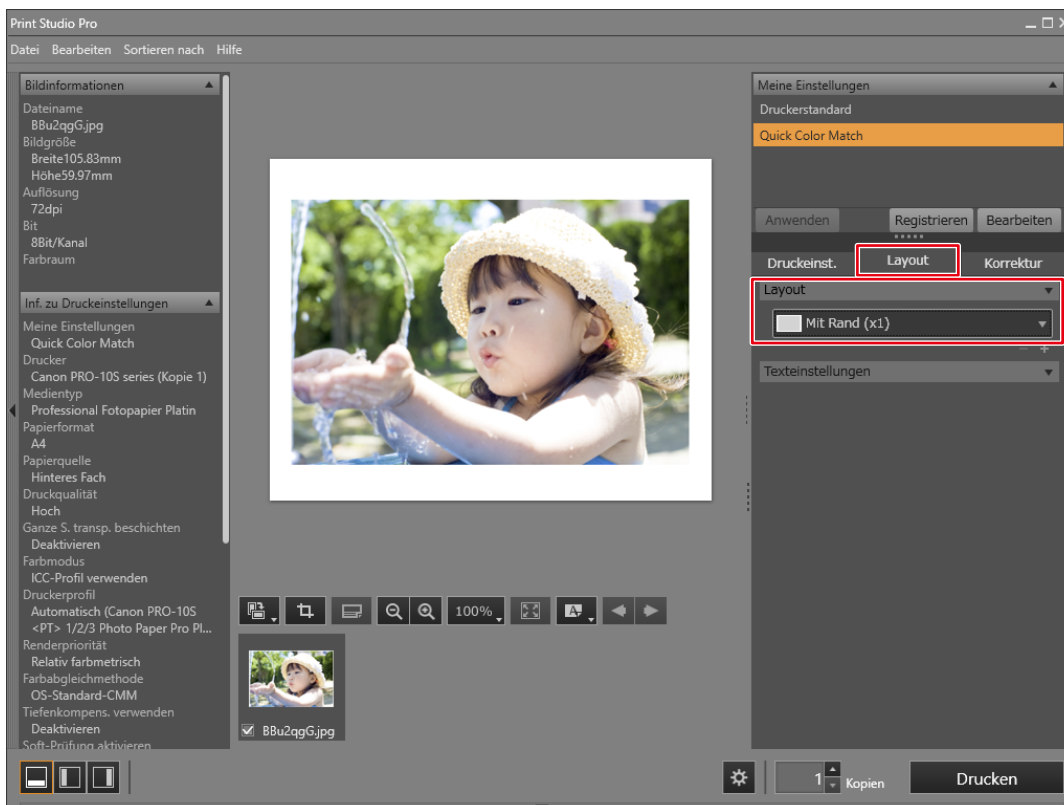 Print Studio Pro
Datei Bearbeiten Sortieren nach Hilfe
Bildinformationen
Dateiname
BBu2qgG.jpg
Bildgröße
Breite105.83mm
Höhe59.97mm
Auflösung
72dpi
Bit
8Bit/Kanal
Farbraum
Inf. zu Druckeinstellungen
Meine Einstellungen
Quick Color Match
Drucker
Canon PRO-10S series (Kopie 1)
Medientyp
Professional Fotopapier Platin
Papierformat
A4
Papierquelle
Hinteres Fach
Druckqualität
Hoch
Ganze S. transp. beschichten
Deaktivieren
Farbmodus
ICC-Profil verwenden
Druckerprofil
Automatisch (Canon PRO-10S
<PT> 1/2/3 Photo Paper Pro Pl...
Renderpriorität
Relativ farbmetrisch
Farbabgleichmethode
OS-Standard-CMM
Tiefenkompens. verwenden
Deaktivieren
Soft-Prüfung aktivieren
100%
A
BBu2qgG.jpg
Meine Einstellungen
Druckerstandard
Quick Color Match
Anwenden Registrieren Bearbeiten
Druckeinst. Layout Korrektur
Layout
Mit Rand (x1)
Texteinstellungen
1 Kopien Drucken